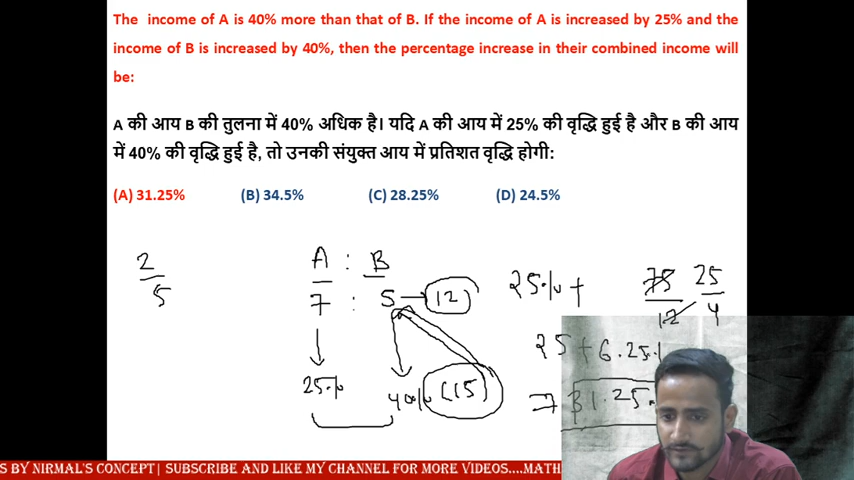 The income of A is 40% more than that of B. If the income of A is increased by 25% and the
income of B is increased by 40%, then the percentage increase in their combined income will
be:
A की आय B की तुलना में 40% अधिक है। यदि A की आय में 25% की वृद्धि हुई है और B की आय
में 40% की वृद्धि हुई है, तो उनकी संयुक्त आय में प्रतिशत वृद्धि होगी:
(A) 31.25% (B) 34.5% (C) 28.25% (D) 24.5%
2/5
A : B
7 : 5 → 12
25% 40% (15)
25% + 75/12 25/4
25 + 6.25%
⇒ 31.25
S BY NIRMAL'S CONCEPT| SUBSCRIBE AND LIKE MY CHANNEL FOR MORE VIDEOS....MATH